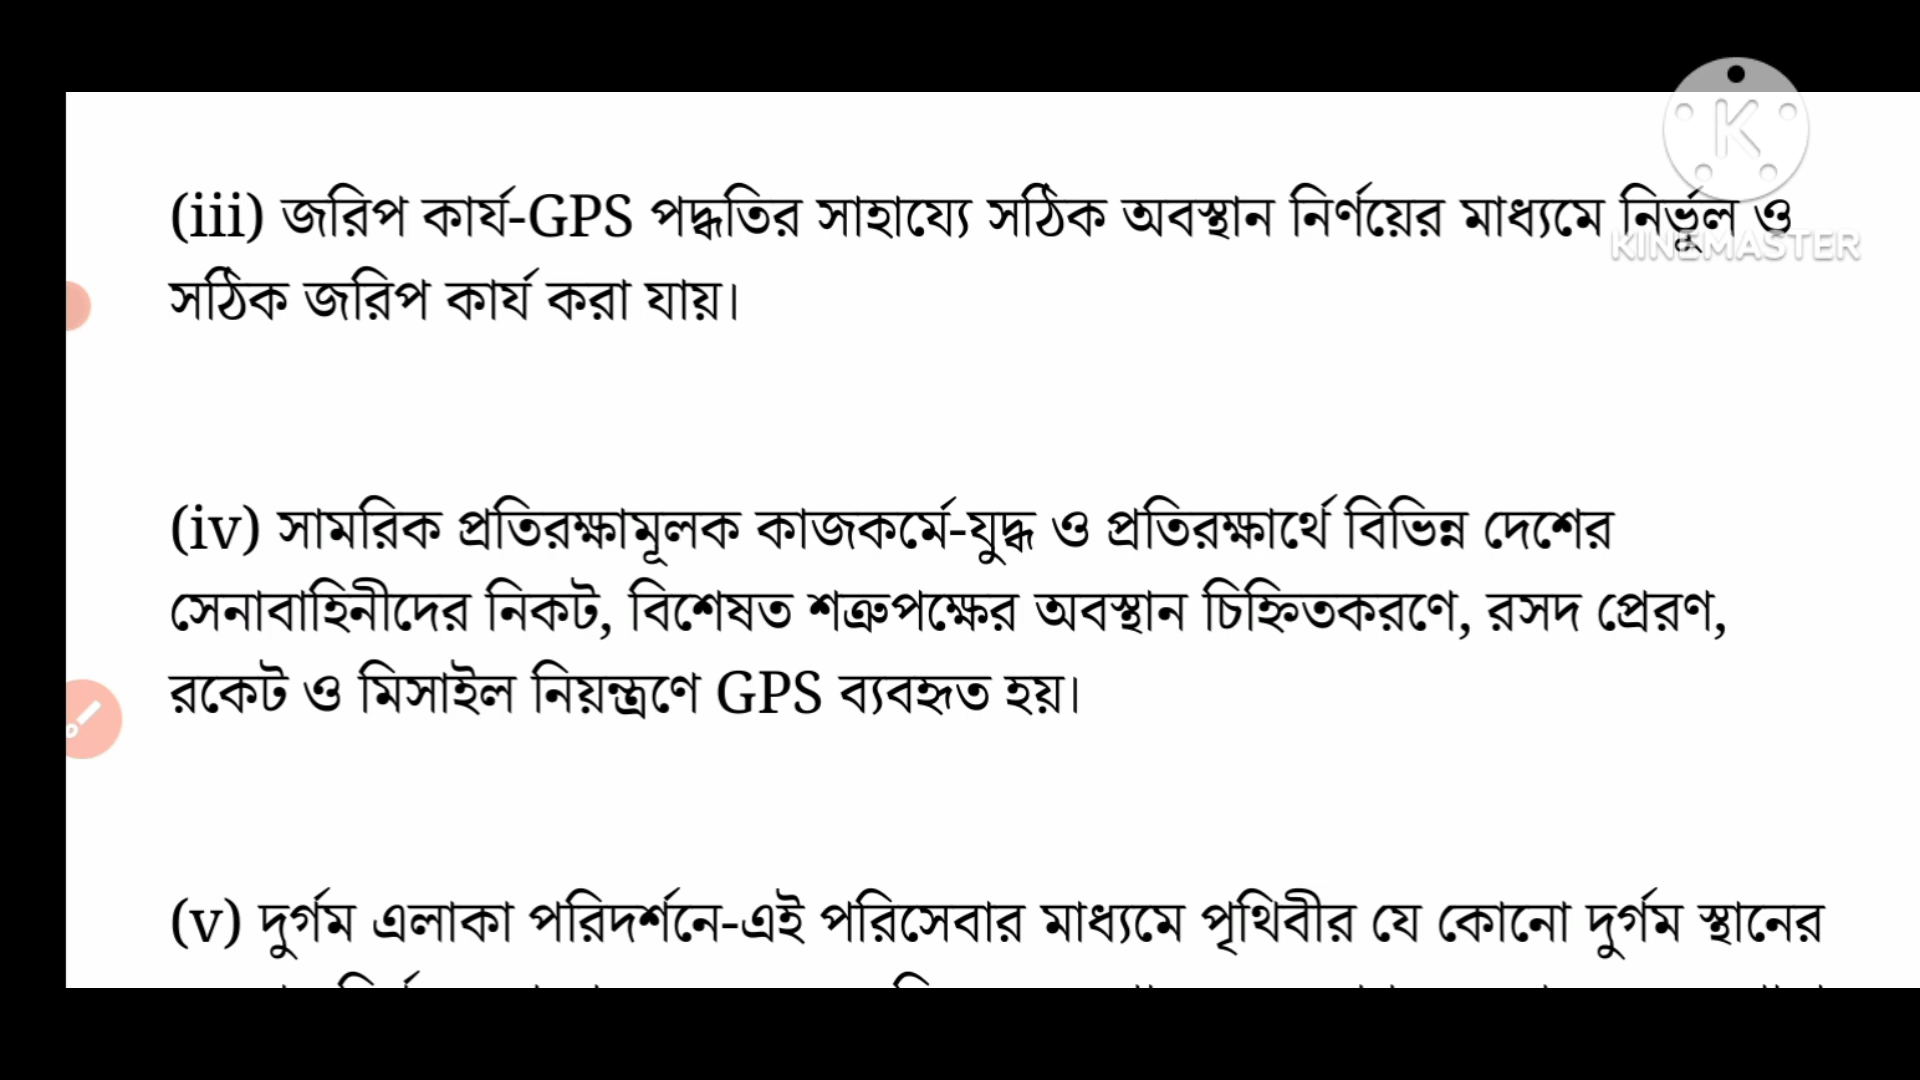 K
KINEMASTER
(iii) জরিপ কার্য-GPS পদ্ধতির সাহায্যে সঠিক অবস্থান নির্ণয়ের মাধ্যমে নির্ভুল ও
সঠিক জরিপ কার্য করা যায়।
(iv) সামরিক প্রতিরক্ষামূলক কাজকর্মে-যুদ্ধ ও প্রতিরক্ষার্থে বিভিন্ন দেশের
সেনাবাহিনীদের নিকট, বিশেষত শত্রুপক্ষের অবস্থান চিহ্নিতকরণে, রসদ প্রেরণ,
রকেট ও মিসাইল নিয়ন্ত্রণে GPS ব্যবহৃত হয়।
(v) দুর্গম এলাকা পরিদর্শনে-এই পরিসেবার মাধ্যমে পৃথিবীর যে কোনো দুর্গম স্থানের